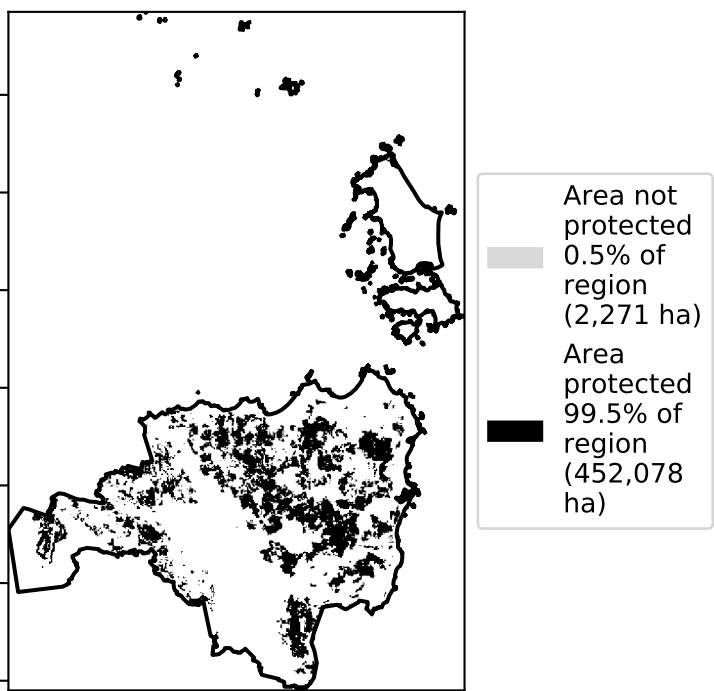 Area not
protected
0.5% of
region
(2,271 ha)
Area
protected
99.5% of
region
(452,078
ha)